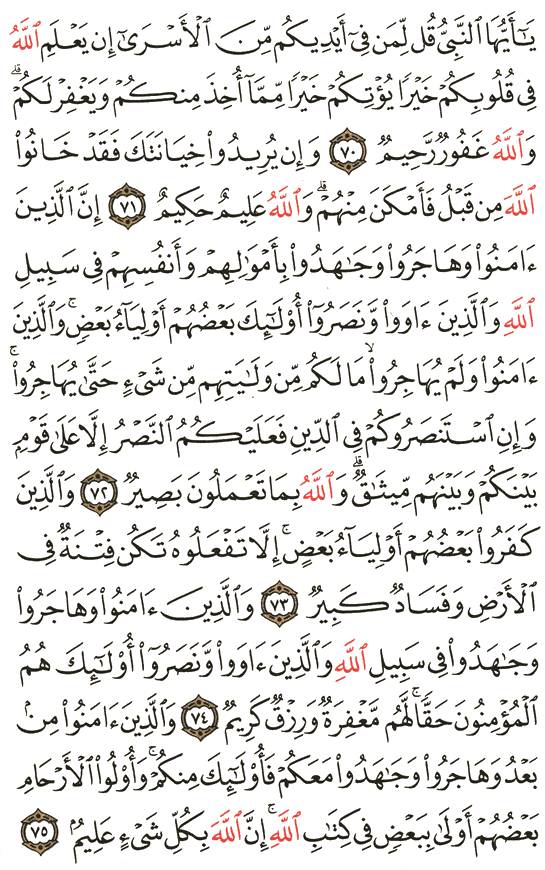 يَـٰٓأَيُّهَا ٱلنَّبِىُّ قُل لِّمَن فِىٓ أَيْدِيكُم مِّنَ ٱلْأَسْرَىٰٓ إِن يَعْلَمِ ٱللَّهُ
فِى قُلُوبِكُمْ خَيْرًا يُؤْتِكُمْ خَيْرًا مِّمَّآ أُخِذَ مِنكُمْ وَيَغْفِرْ لَكُمْ ۗ
وَٱللَّهُ غَفُورٌ رَّحِيمٌ ٧٠ وَإِن يُرِيدُوا۟ خِيَانَتَكَ فَقَدْ خَانُوا۟
ٱللَّهَ مِن قَبْلُ فَأَمْكَنَ مِنْهُمْ ۗ وَٱللَّهُ عَلِيمٌ حَكِيمٌ ٧١ إِنَّ ٱلَّذِينَ
ءَامَنُوا۟ وَهَاجَرُوا۟ وَجَـٰهَدُوا۟ بِأَمْوَٰلِهِمْ وَأَنفُسِهِمْ فِى سَبِيلِ
ٱللَّهِ وَٱلَّذِينَ ءَاوَوا۟ وَّنَصَرُوٓا۟ أُو۟لَـٰٓئِكَ بَعْضُهُمْ أَوْلِيَآءُ بَعْضٍ ۚ وَٱلَّذِينَ
ءَامَنُوا۟ وَلَمْ يُهَاجِرُوا۟ مَا لَكُم مِّن وَلَـٰيَتِهِم مِّن شَىْءٍ حَتَّىٰ يُهَاجِرُوا۟ ۚ
وَإِنِ ٱسْتَنصَرُوكُمْ فِى ٱلدِّينِ فَعَلَيْكُمُ ٱلنَّصْرُ إِلَّا عَلَىٰ قَوْمٍۭ
بَيْنَكُمْ وَبَيْنَهُم مِّيثَـٰقٌ ۗ وَٱللَّهُ بِمَا تَعْمَلُونَ بَصِيرٌ ٧٢ وَٱلَّذِينَ
كَفَرُوا۟ بَعْضُهُمْ أَوْلِيَآءُ بَعْضٍ ۚ إِلَّا تَفْعَلُوهُ تَكُن فِتْنَةٌ فِى
ٱلْأَرْضِ وَفَسَادٌ كَبِيرٌ ٧٣ وَٱلَّذِينَ ءَامَنُوا۟ وَهَاجَرُوا۟
وَجَـٰهَدُوا۟ فِى سَبِيلِ ٱللَّهِ وَٱلَّذِينَ ءَاوَوا۟ وَّنَصَرُوٓا۟ أُو۟لَـٰٓئِكَ هُمُ
ٱلْمُؤْمِنُونَ حَقًّا ۚ لَّهُم مَّغْفِرَةٌ وَرِزْقٌ كَرِيمٌ ٧٤ وَٱلَّذِينَ ءَامَنُوا۟ مِنۢ
بَعْدُ وَهَاجَرُوا۟ وَجَـٰهَدُوا۟ مَعَكُمْ فَأُو۟لَـٰٓئِكَ مِنكُمْ ۚ وَأُو۟لُوا۟ ٱلْأَرْحَامِ
بَعْضُهُمْ أَوْلَىٰ بِبَعْضٍ فِى كِتَـٰبِ ٱللَّهِ ۗ إِنَّ ٱللَّهَ بِكُلِّ شَىْءٍ عَلِيمٌۢ ٧٥